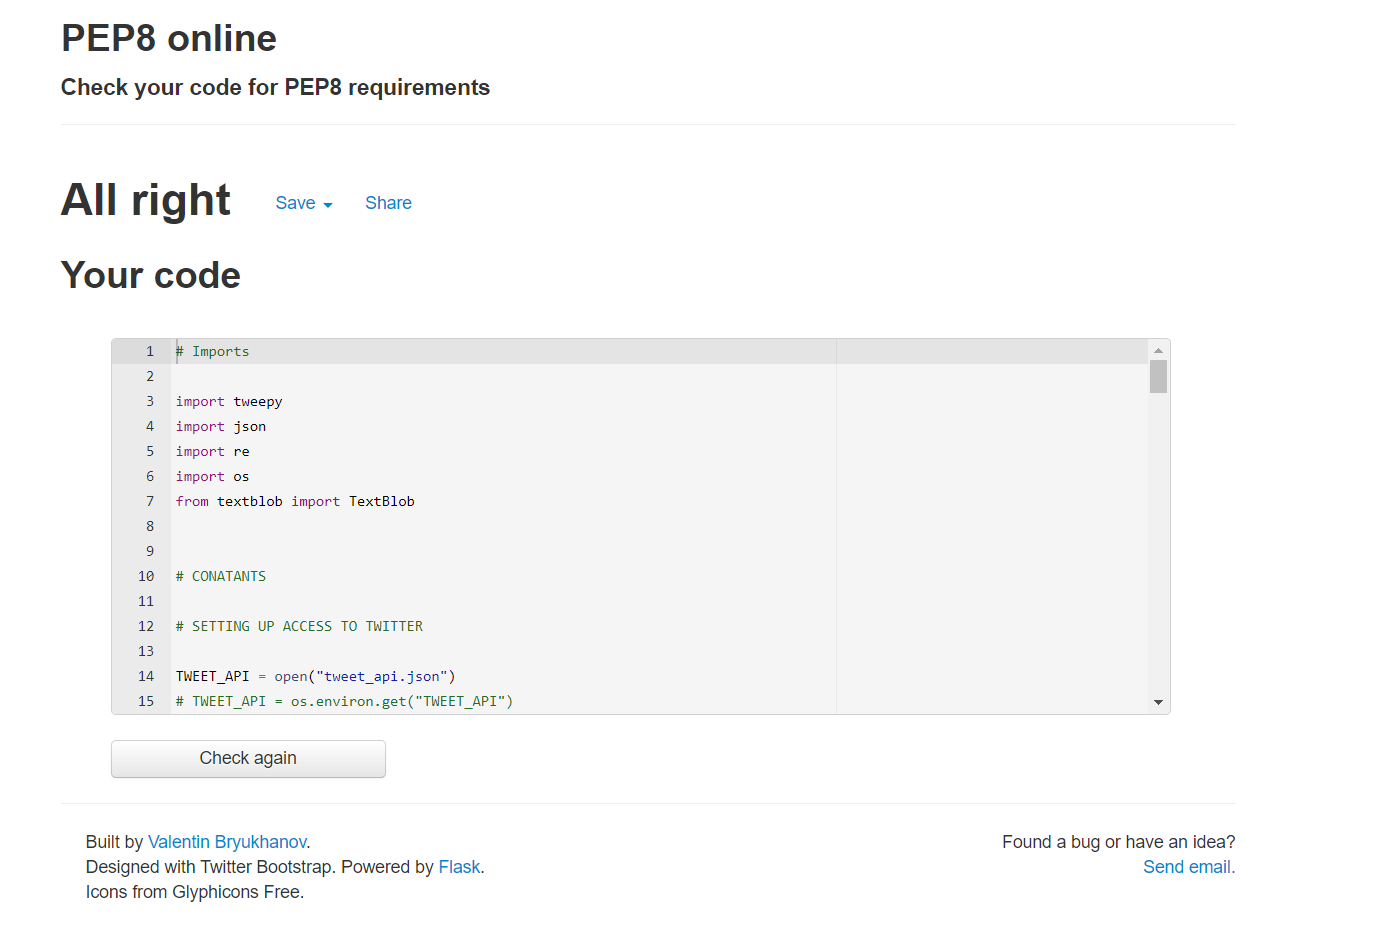 PEP8 online
Check your code for PEP8 requirements
All right Save Share
Your code
1 # Imports
2
3 import tweepy
4 import json
5 import re
6 import os
7 from textblob import TextBlob
8
9
10 # CONATANTS
11
12 # SETTING UP ACCESS TO TWITTER
13
14 TWEET_API = open("tweet_api.json")
15 # TWEET_API = os.environ.get("TWEET_API")
Check again
Built by Valentin Bryukhanov.
Designed with Twitter Bootstrap. Powered by Flask.
Icons from Glyphicons Free.
Found a bug or have an idea?
Send email.